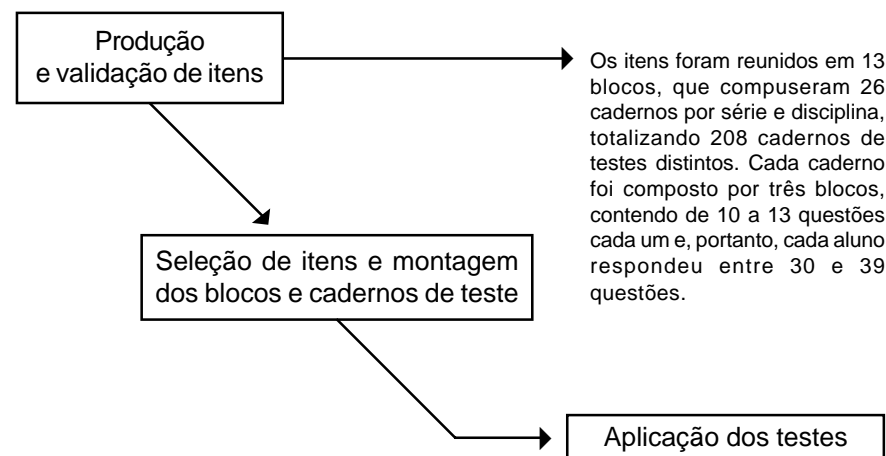 Produção
e validação de itens
Os itens foram reunidos em 13
blocos, que compuseram 26
cadernos por série e disciplina,
totalizando 208 cadernos de
testes distintos. Cada caderno
foi composto por três blocos,
contendo de 10 a 13 questões
cada um e, portanto, cada aluno
respondeu entre 30 e 39
questões.
Seleção de itens e montagem
dos blocos e cadernos de teste
Aplicação dos testes